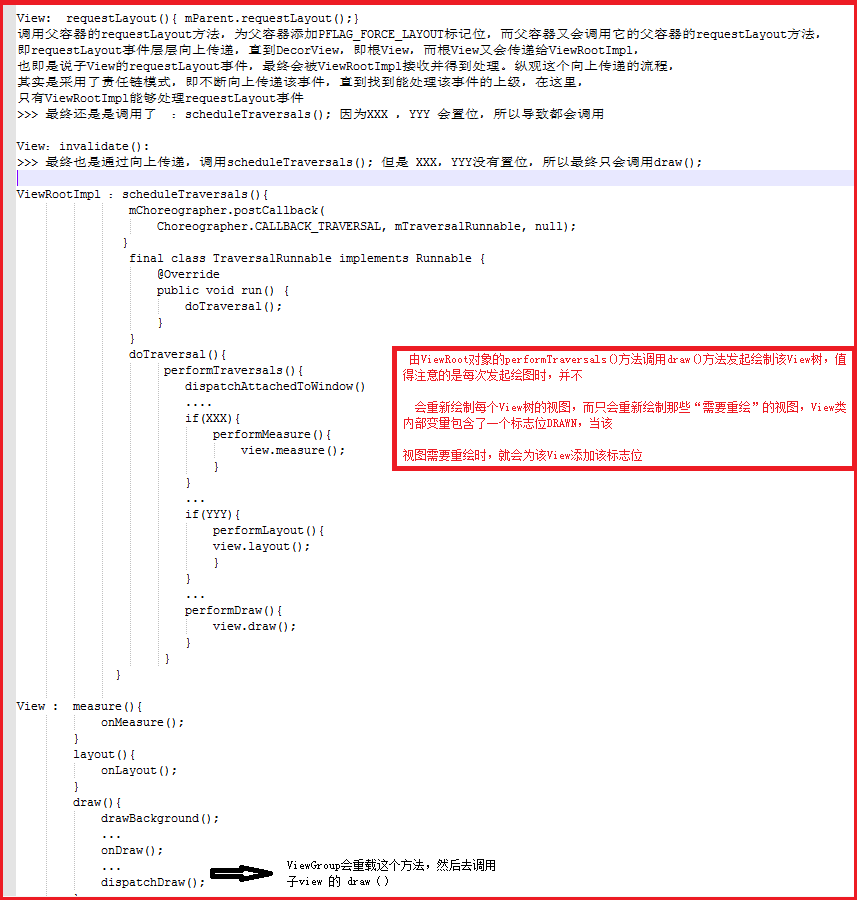 View:  requestLayout(){ mParent.requestLayout();}
调用父容器的requestLayout方法，为父容器添加PFLAG_FORCE_LAYOUT标记位，而父容器又会调用它的父容器的requestLayout方法，
即requestLayout事件层层向上传递，直到DecorView，即根View，而根View又会传递给ViewRootImpl，
也即是说子View的requestLayout事件，最终会被ViewRootImpl接收并得到处理。纵观这个向上传递的流程，
其实是采用了责任链模式，即不断向上传递该事件，直到找到能处理该事件的上级，在这里，
只有ViewRootImpl能够处理requestLayout事件
>>> 最终还是是调用了 ：scheduleTraversals(); 因为XXX ，YYY 会置位，所以导致都会调用
View：invalidate():
>>> 最终也是通过向上传递，调用scheduleTraversals(); 但是 XXX，YYY没有置位，所以最终只会调用draw();
ViewRootImpl ：scheduleTraversals(){
mChoreographer.postCallback(
Choreographer.CALLBACK_TRAVERSAL, mTraversalRunnable, null);
}
final class TraversalRunnable implements Runnable {
@Override
public void run() {
doTraversal();
}
}
doTraversal(){
performTraversals(){
dispatchAttachedToWindow()
....
if(XXX){
performMeasure(){
view.measure();
}
}
...
if(YYY){
performLayout(){
view.layout();
}
}
...
performDraw(){
view.draw();
}
}
}
由ViewRoot对象的performTraversals()方法调用draw()方法发起绘制该View树，值
得注意的是每次发起绘图时，并不
会重新绘制每个View树的视图，而只会重新绘制那些“需要重绘”的视图，View类
内部变量包含了一个标志位DRAWN，当该
视图需要重绘时，就会为该View添加该标志位
View :  measure(){
onMeasure();
}
layout(){
onLayout();
}
draw(){
drawBackground();
...
onDraw();
...
dispatchDraw();
ViewGroup会重载这个方法，然后去调用
子view 的 draw（）